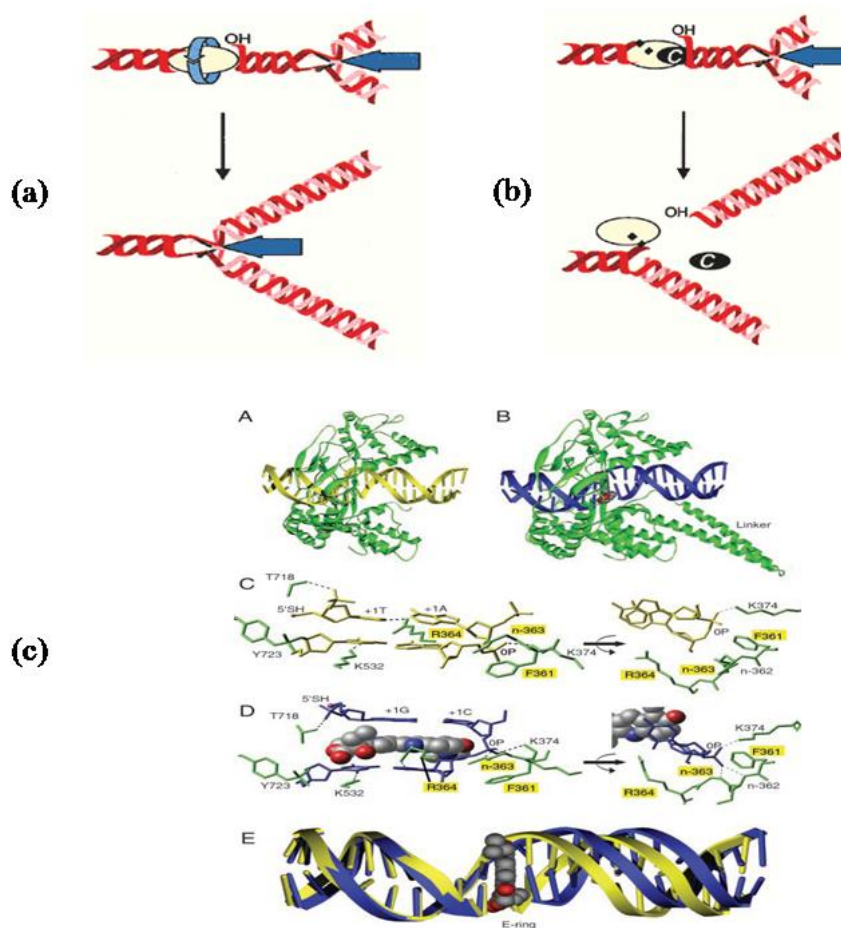 OH
(a)
OH
C
(b)
OH
C
(c)
A
B
Linker
C
T718
5'SH
+1T
+1A
R364
n-363
0P
K374
Y723
K532
F361
0P
K374
F361
R364
n-363
n-362
D
5'SH
+1G
+1C
T718
0P
K374
n-363
Y723
K532
R364
F361
0P
K374
F361
n-363
R364
n-362
E
E-ring